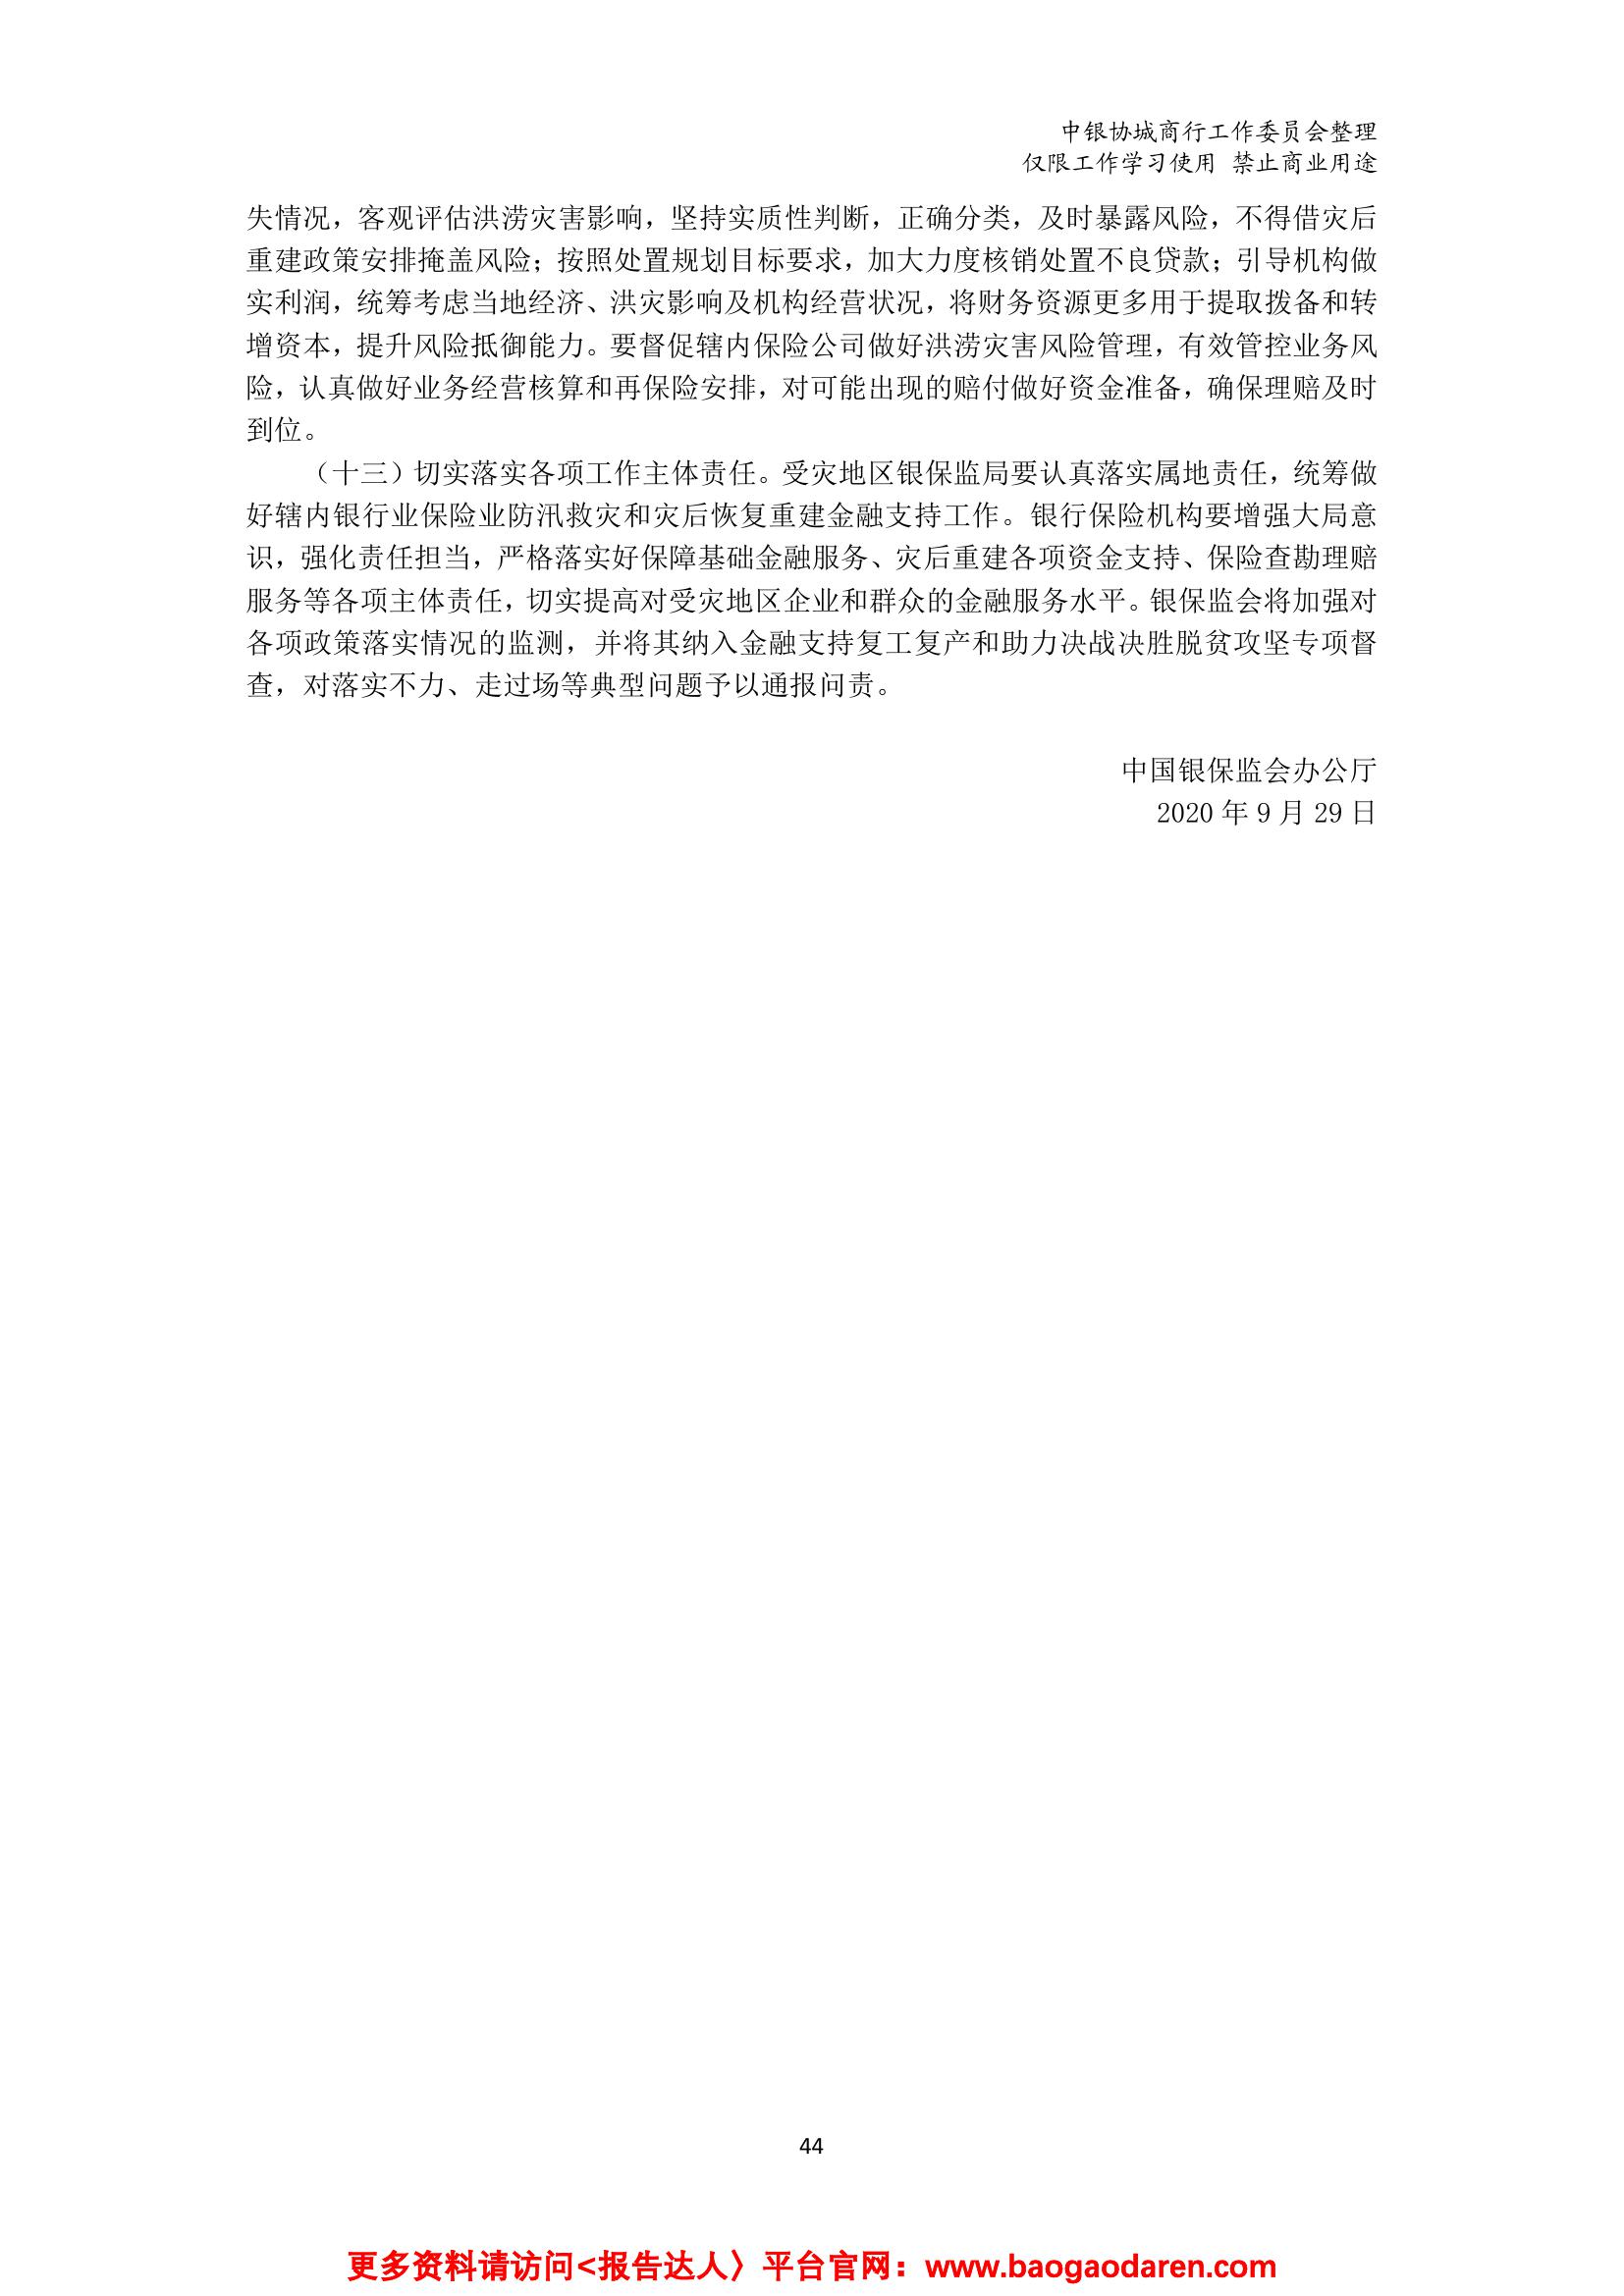 中银协城商行工作委员会整理
仅限工作学习使用 禁止商业用途
失情况，客观评估洪涝灾害影响，坚持实质性判断，正确分类，及时暴露风险，不得借灾后
重建政策安排掩盖风险；按照处置规划目标要求，加大力度核销处置不良贷款；引导机构做
实利润，统筹考虑当地经济、洪灾影响及机构经营状况，将财务资源更多用于提取拨备和转
增资本，提升风险抵御能力。要督促辖内保险公司做好洪涝灾害风险管理，有效管控业务风
险，认真做好业务经营核算和再保险安排，对可能出现的赔付做好资金准备，确保理赔及时
到位。
（十三）切实落实各项工作主体责任。受灾地区银保监局要认真落实属地责任，统筹做
好辖内银行业保险业防汛救灾和灾后恢复重建金融支持工作。银行保险机构要增强大局意
识，强化责任担当，严格落实好保障基础金融服务、灾后重建各项资金支持、保险查勘理赔
服务等各项主体责任，切实提高对受灾地区企业和群众的金融服务水平。银保监会将加强对
各项政策落实情况的监测，并将其纳入金融支持复工复产和助力决战决胜脱贫攻坚专项督
查，对落实不力、走过场等典型问题予以通报问责。
中国银保监会办公厅
2020 年 9 月 29 日
44
更多资料请访问<报告达人〉平台官网：www.baogaodaren.com